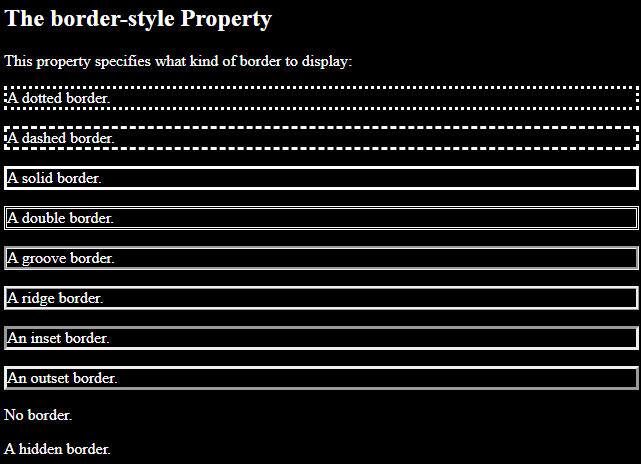 The border-style Property
This property specifies what kind of border to display:
A dotted border.
A dashed border.
A solid border.
A double border.
A groove border.
A ridge border.
An inset border.
An outset border.
No border.
A hidden border.